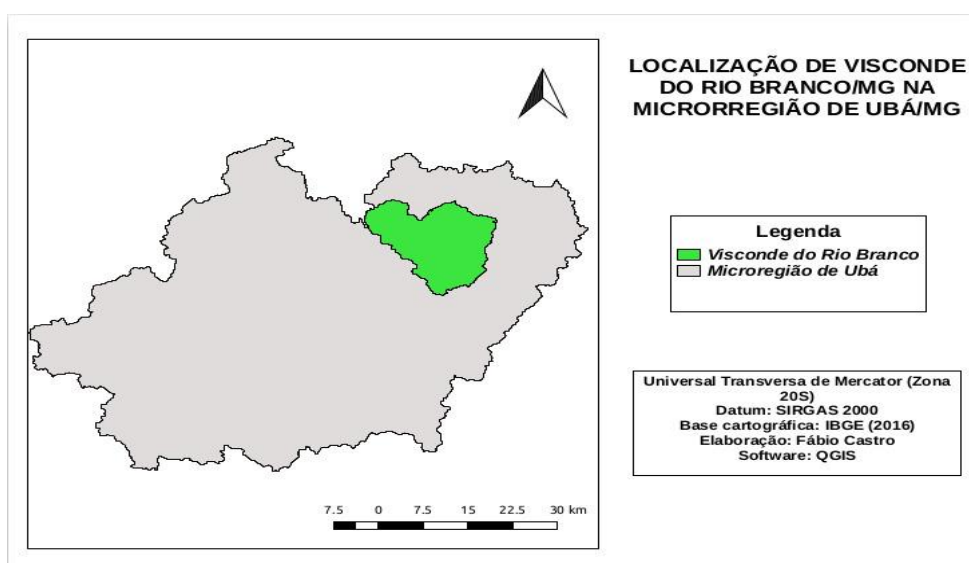 LOCALIZAÇÃO DE VISCONDE
DO RIO BRANCO/MG NA
MICRORREGIÃO DE UBÁ/MG
Legenda
Visconde do Rio Branco
Microregião de Ubá
Universal Transversa de Mercator (Zona
20S)
Datum: SIRGAS 2000
Base cartográfica: IBGE (2016)
Elaboração: Fábio Castro
Software: QGIS
7.5 0 7.5 15 22.5 30 km